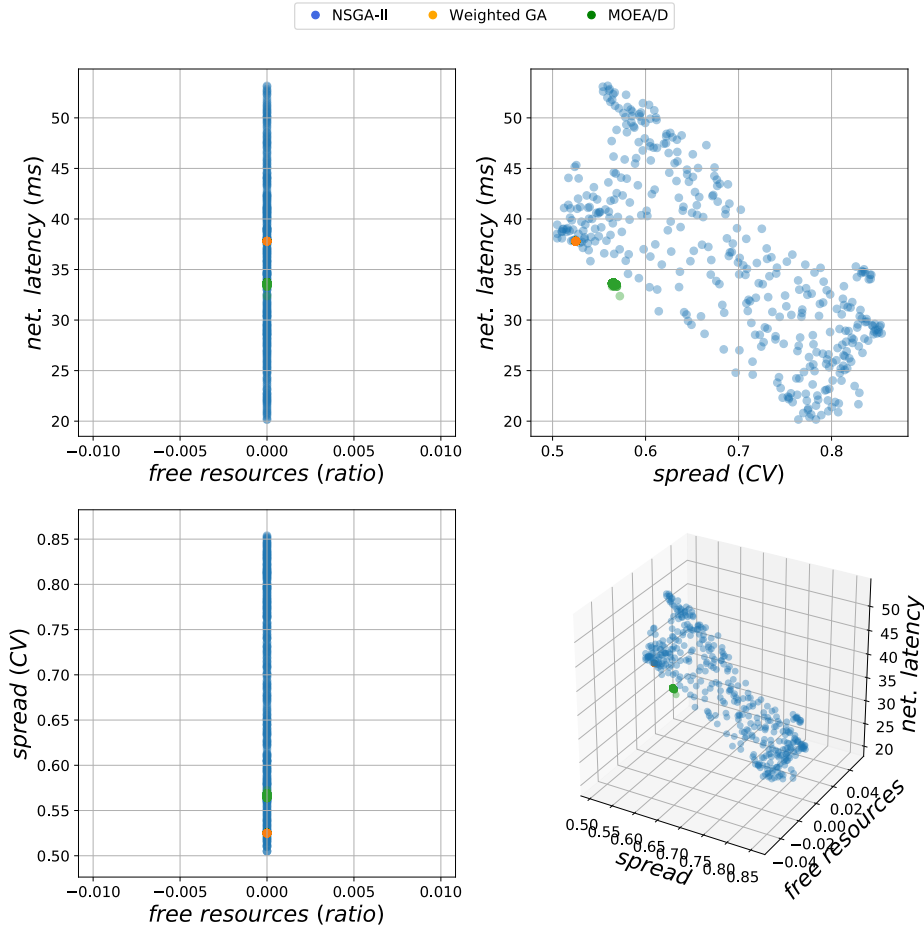 NSGA-II Weighted GA MOEA/D
50
45
40
35
30
25
20
net. latency (ms)
−0.010 −0.005 0.000 0.005 0.010
free resources (ratio)
50
45
40
35
30
25
20
net. latency (ms)
0.5 0.6 0.7 0.8
spread (CV)
0.85
0.80
0.75
0.70
0.65
0.60
0.55
0.50
spread (CV)
−0.010 −0.005 0.000 0.005 0.010
free resources (ratio)
50
45
40
35
30
25
20
net. latency
0.04
0.02
0.00
−0.02
−0.04
free resources
0.50 0.55 0.60 0.65 0.70 0.75 0.80 0.85
spread